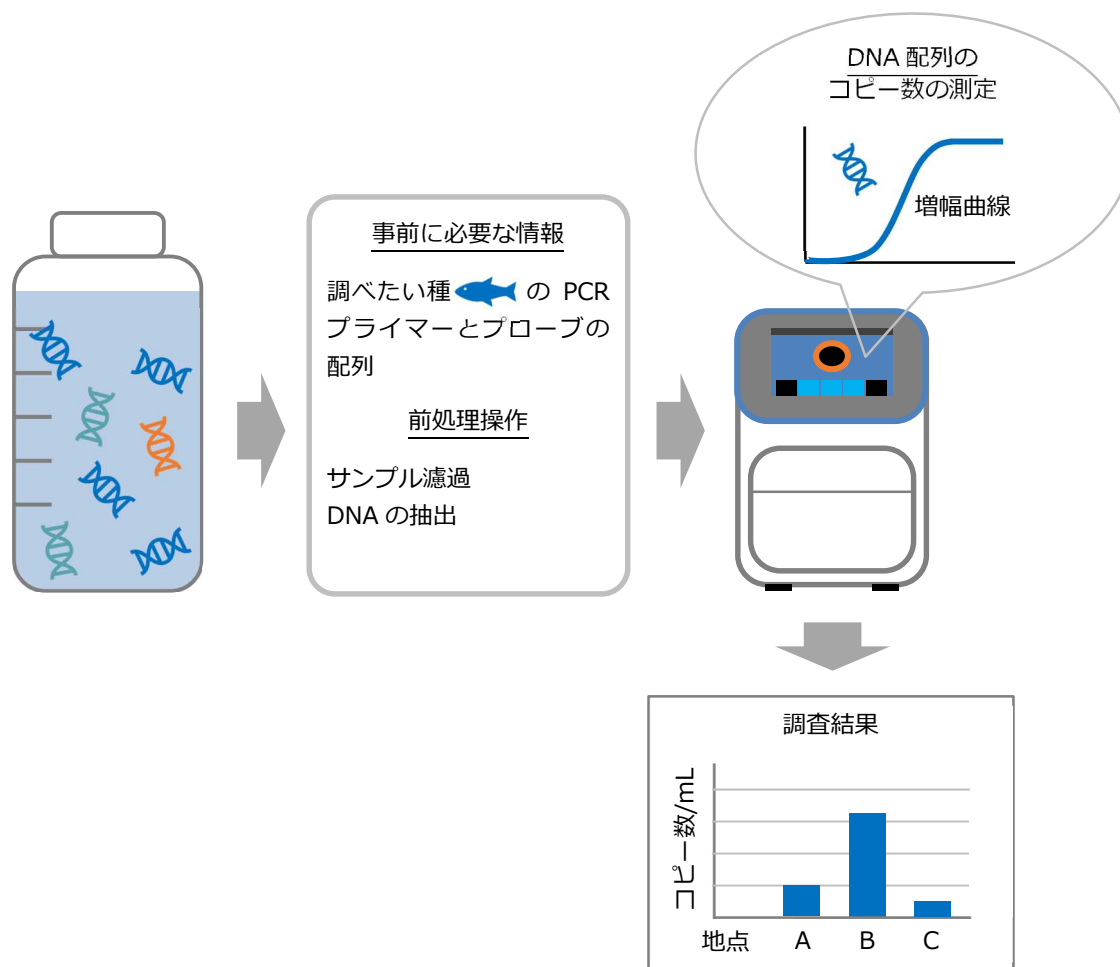 DNA 配列の
コピー数の測定
増幅曲線
事前に必要な情報
調べたい種 の PCR
プライマーとプローブの
配列
前処理操作
サンプル濾過
DNA の抽出
調査結果
コピー数/mL
地点 A B C